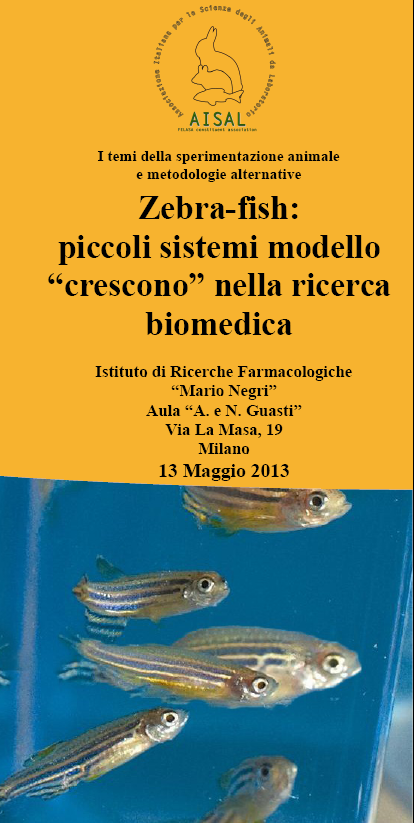 Associazione Italiana per le Scienze degli Animali da Laboratorio
AISAL
FELASA constituent association
I temi della sperimentazione animale
e metodologie alternative
Zebra-fish:
piccoli sistemi modello
“crescono” nella ricerca
biomedica
Istituto di Ricerche Farmacologiche
“Mario Negri”
Aula “A. e N. Guasti”
Via La Masa, 19
Milano
13 Maggio 2013